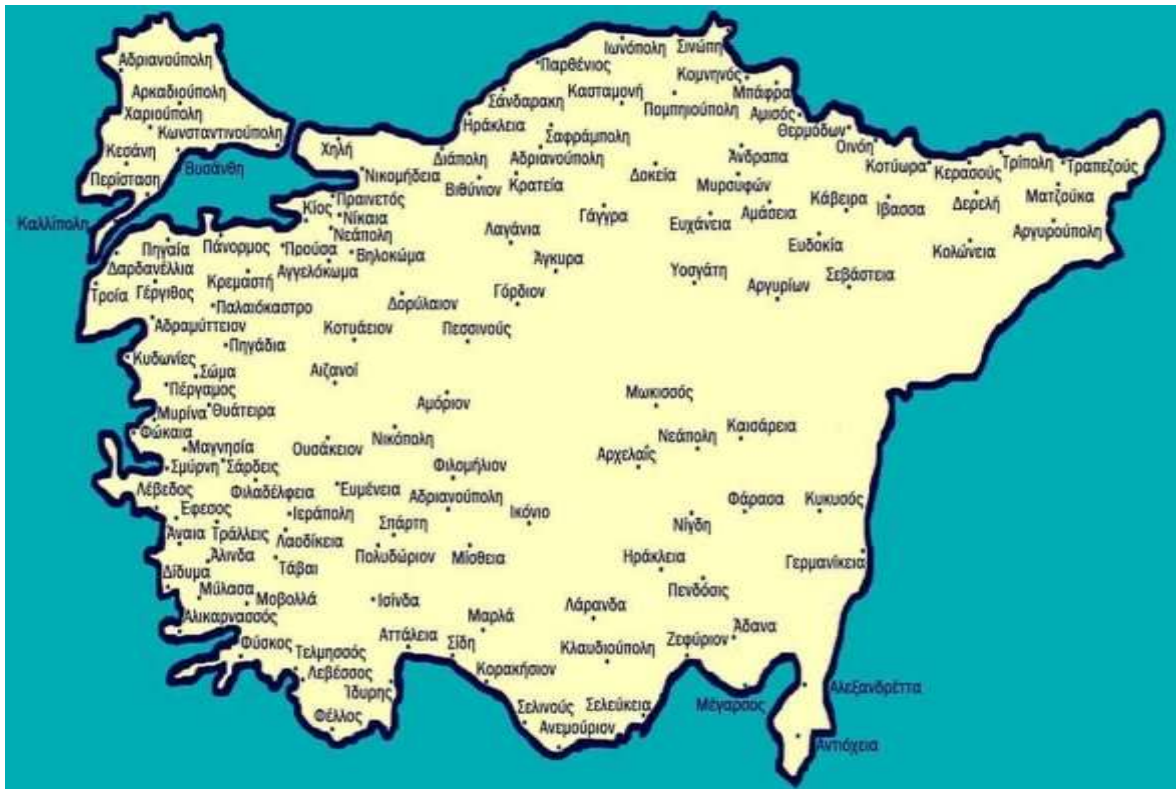 Αδριανούπολη
Αρκαδιούπολη
Χαριούπολη
Κωνσταντινούπολη
Κεσάνη
Βυσάνθη
Περίσταση
Καλλίπολη
Ιωνόπολη
Σινώπη
Παρθένιος
Κομνηνός
Μπάφρα
Κασταμονή
Σάνδαρακη
Πομπηιούπολη
Αμισός
Ηράκλεια
Θερμόδων
Σαφράμπολη
Οινόη
Χηλή
Διάπολη
Αδριανούπολη
Άνδραπα
Κοτύωρα
Κερασούς
Τρίπολη
Τραπεζούς
Νικομήδεια
Βιθύνιον
Κρατεία
Δοκεία
Μυρσυφών
Κάβειρα
Ιβασσα
Δερελή
Ματζούκα
Πραινετός
Κίος
Νίκαια
Γάγγρα
Ευχάνεια
Αμάσεια
Νεάπολη
Λαγάνια
Ευδοκία
Κολώνεια
Αργυρούπολη
Πηγαία
Πάνορμος
Προύσα
Βηλοκώμα
Άγκυρα
Υοσγάτη
Σεβάστεια
Δαρδανέλλια
Κρεμαστή
Αγγελόκωμα
Αργυρίων
Τροία
Γέργιθος
Παλαιόκαστρο
Δορύλαιον
Γόρδιον
Αδραμύττειον
Κοτυάειον
Πεσσινούς
Πηγάδια
Κυδωνίες
Σώμα
Αιζανοί
Πέργαμος
Μυρίνα
Θυάτειρα
Αμόριον
Μωκισσός
Φώκαια
Μαγνησία
Ουσάκειον
Νικόπολη
Νεάπολη
Καισάρεια
Σμύρνη
Σάρδεις
Φιλομήλιον
Αρχελαΐς
Λέβεδος
Φιλαδέλφεια
Ευμένεια
Αδριανούπολη
Φάρασα
Κυκυσός
Έφεσος
Ιεράπολη
Ικόνιο
Άναια
Τράλλεις
Λαοδίκεια
Σπάρτη
Νίγδη
Άλινδα
Πολυδώριον
Μίσθεια
Ηράκλεια
Γερμανίκεια
Δίδυμα
Τάβαι
Πενδόσις
Μύλασα
Μοβολλά
Ισίνδα
Λάρανδα
Αλικαρνασσός
Μαρλά
Άδανα
Φύσκος
Αττάλεια
Σίδη
Κλαυδιούπολη
Ζεφύριον
Τελμησσός
Λεβέσσος
Κορακήσιον
Ίδυρης
Αλεξανδρέττα
Μέγαρσος
Φέλλος
Σελινούς
Σελεύκεια
Ανεμούριον
Αντιόχεια